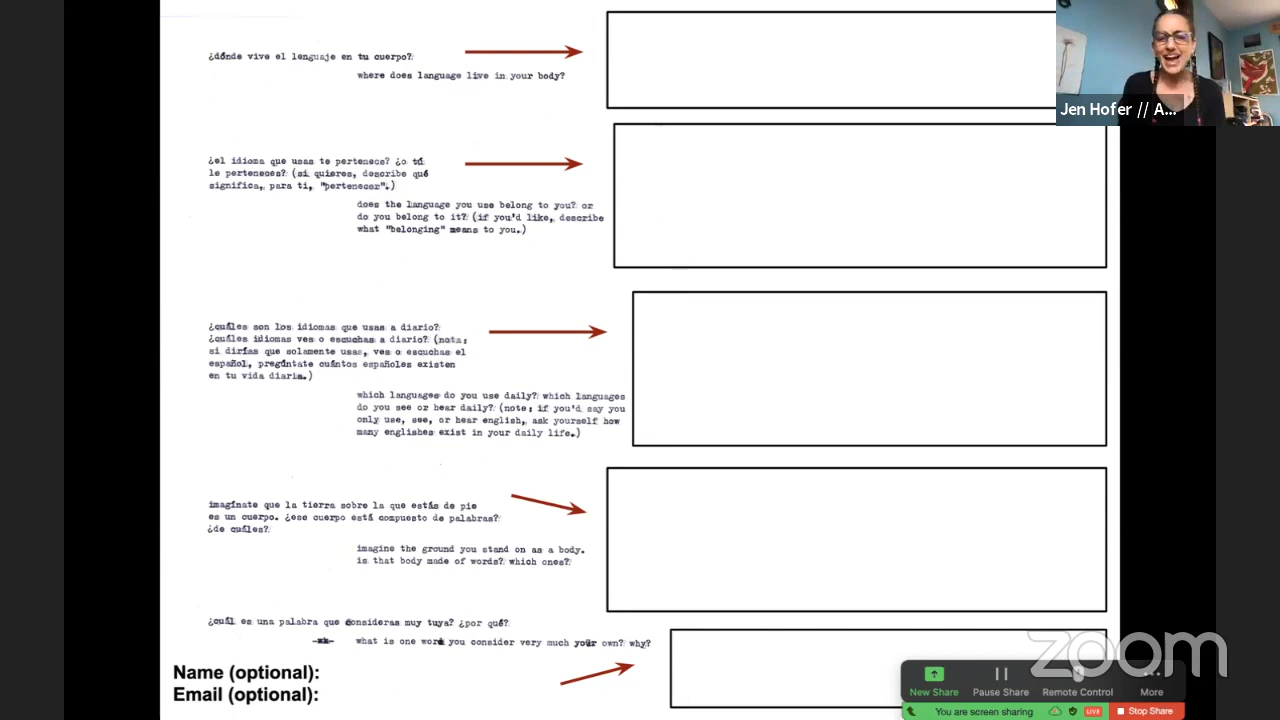 ¿dónde vive el lenguaje en tu cuerpo?
where does language live in your body?
¿el idioma que usas te pertenece? ¿o tú
le perteneces? (si quieres, describe qué
significa, para ti, "pertenecer".)
does the language you use belong to you? or
do you belong to it? (if you'd like, describe
what "belonging" means to you.)
¿cuáles son los idiomas que usas a diario?
¿cuáles idiomas ves o escuchas a diario? (nota:
si dirías que solamente usas, ves o escuchas el
español, pregúntate cuántos españoles existen
en tu vida diaria.)
which languages do you use daily? which languages
do you see or hear daily? (note: if you'd say you
only use, see, or hear english, ask yourself how
many englishes exist in your daily life.)
imagínate que la tierra sobre la que estás de pie
es un cuerpo. ¿ese cuerpo está compuesto de palabras?
¿de cuáles?
imagine the ground you stand on as a body.
is that body made of words? which ones?
¿cuál es una palabra que consideras muy tuya? ¿por qué?
what is one word you consider very much your own? why?
Name (optional):
Email (optional):
Jen Hofer // A...
zoom
New Share
Pause Share
Remote Control
More
You are screen sharing
LIVE
Stop Share